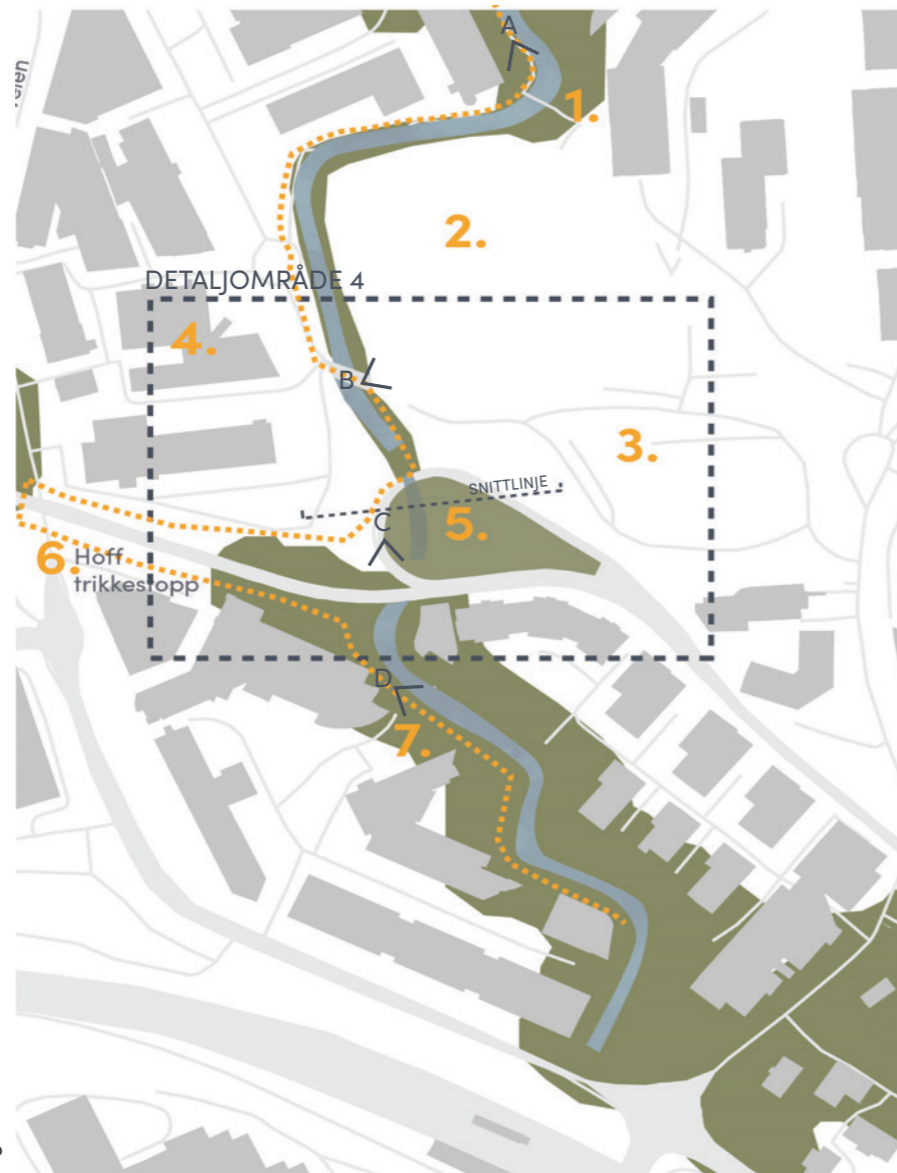 A
1.
2.
DETALJOMRÅDE 4
4.
B
3.
SNITTLINJE
C
5.
6. Hoff
trikkestopp
D
7.